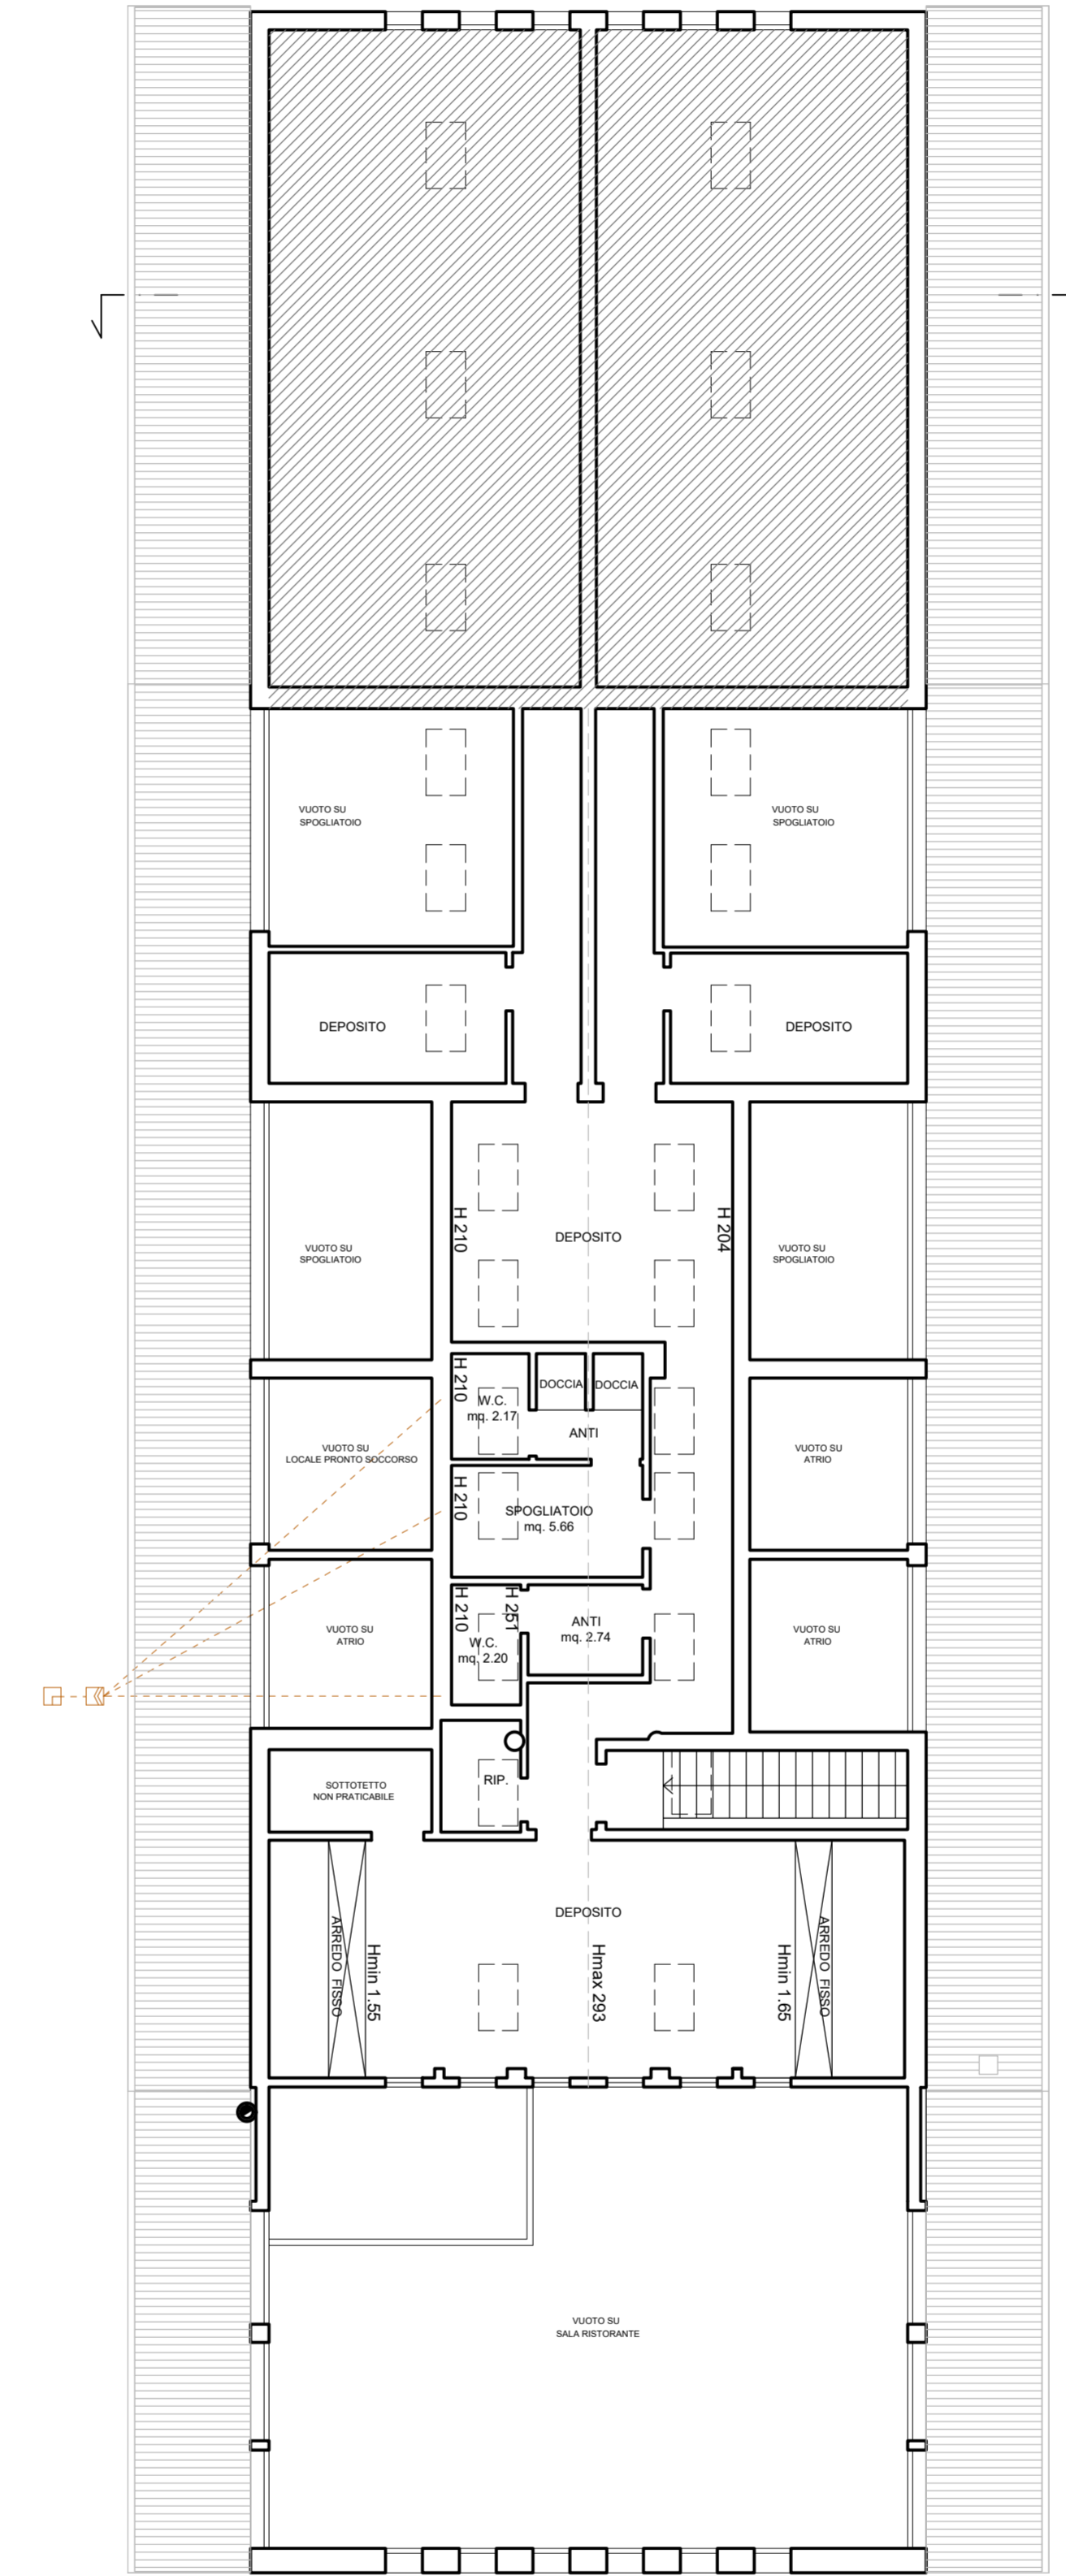 VUOTO SU
SPOGLIATOIO
VUOTO SU
SPOGLIATOIO
DEPOSITO
DEPOSITO
H 210
DEPOSITO
H 204
VUOTO SU
SPOGLIATOIO
VUOTO SU
SPOGLIATOIO
H 210
W.C.
mq. 2.17
DOCCIA
DOCCIA
ANTI
VUOTO SU
LOCALE PRONTO SOCCORSO
VUOTO SU
ATRIO
H 210
SPOGLIATOIO
mq. 5.66
VUOTO SU
ATRIO
H 210
H 251
W.C.
mq. 2.20
ANTI
mq. 2.74
VUOTO SU
ATRIO
SOTTOTETTO
NON PRATICABILE
RIP.
DEPOSITO
ARREDO FISSO
Hmin 1.55
Hmax 293
Hmin 1.65
ARREDO FISSO
VUOTO SU
SALA RISTORANTE